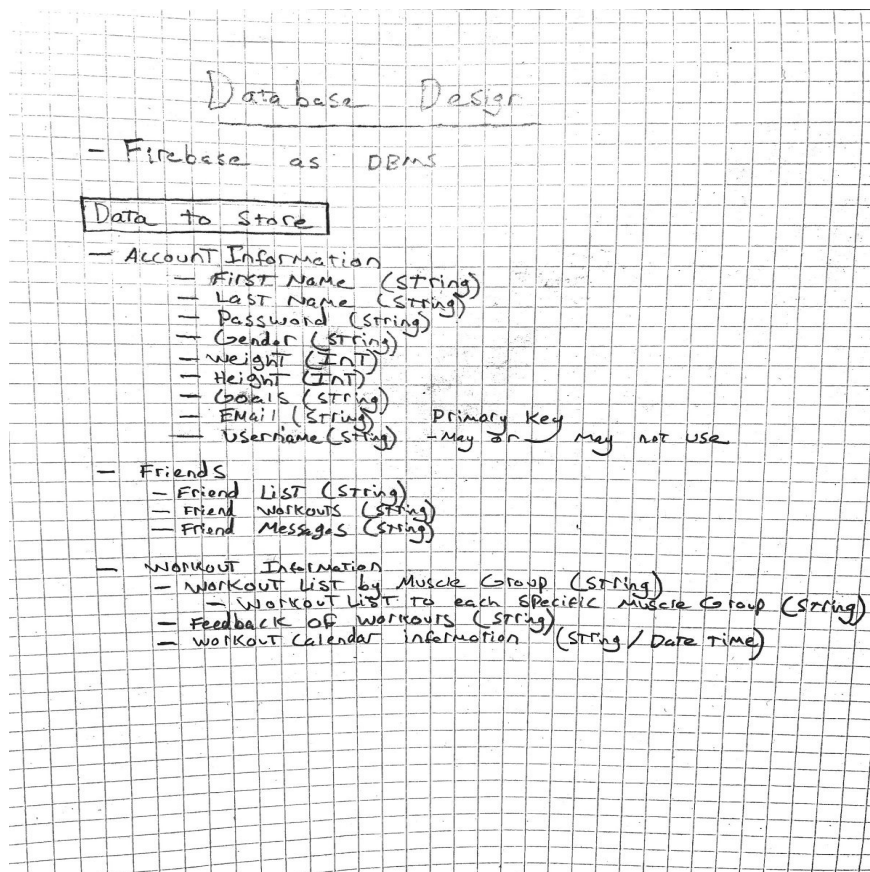 Database Design
- Firebase as DBMS
Data to Store
- Account Information
- First Name (String)
- Last Name (String)
- Password (String)
- Gender (String)
- Weight (Int)
- Height (Int)
- Goals (String)
- Email (String) Primary Key
- Username (String) - May or may not use
- Friends
- Friend List (String)
- Friend Workouts (String)
- Friend Messages (String)
- Workout Information
- Workout List by Muscle Group (String)
- Workout List to each Specific Muscle Group (String)
- Feedback of Workouts (String)
- Workout Calendar information (String / Date Time)